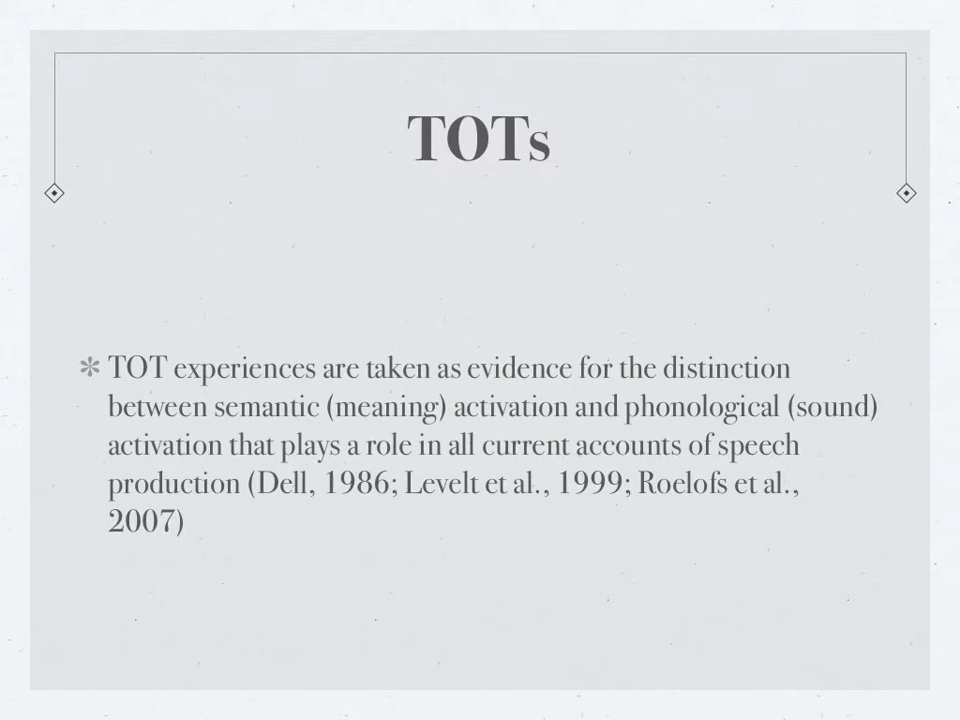 TOTs
TOT experiences are taken as evidence for the distinction
between semantic (meaning) activation and phonological (sound)
activation that plays a role in all current accounts of speech
production (Dell, 1986; Levelt et al., 1999; Roelofs et al.,
2007)